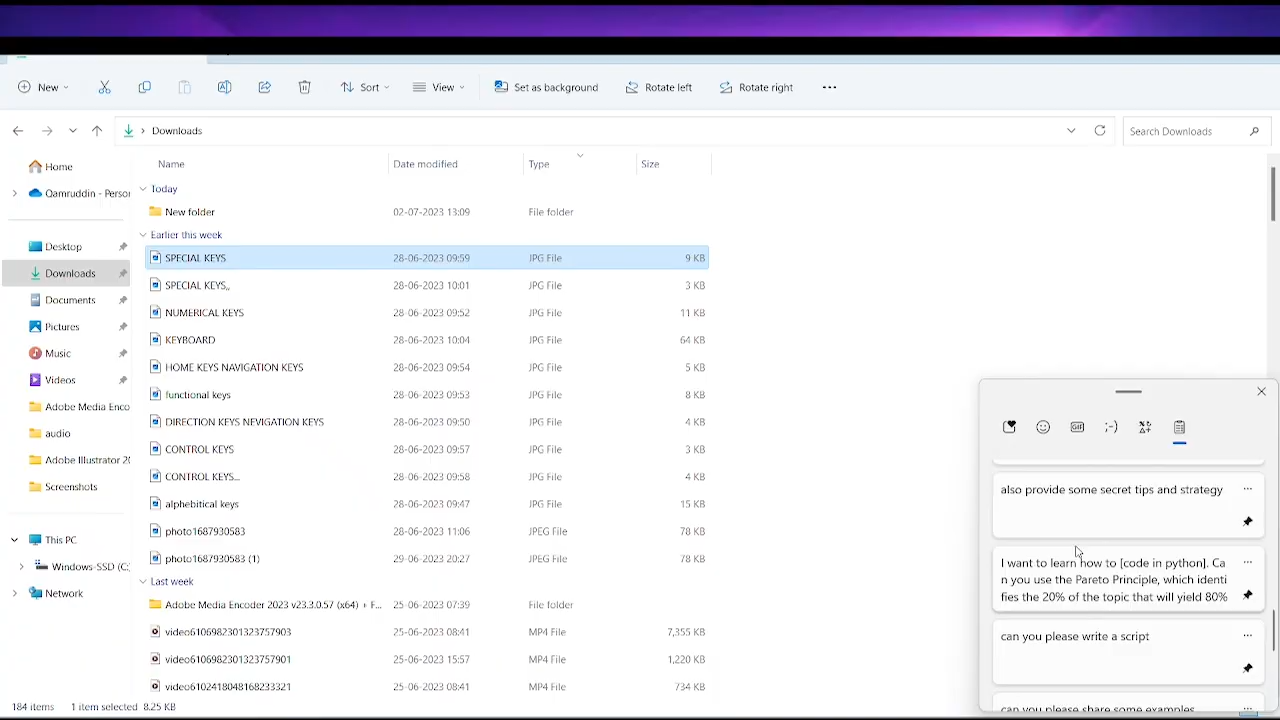 New
Sort
View
Set as background
Rotate left
Rotate right
Downloads
Search Downloads
Home
Qamruddin - Persor
Desktop
Downloads
Documents
Pictures
Music
Videos
Adobe Media Enco
audio
Adobe Illustrator 20
Screenshots
This PC
Windows-SSD (C:
Network
Name Date modified Type Size
Today
New folder 02-07-2023 13:09 File folder
Earlier this week
SPECIAL KEYS 28-06-2023 09:59 JPG File 9 KB
SPECIAL KEYS,, 28-06-2023 10:01 JPG File 3 KB
NUMERICAL KEYS 28-06-2023 09:52 JPG File 11 KB
KEYBOARD 28-06-2023 10:04 JPG File 64 KB
HOME KEYS NAVIGATION KEYS 28-06-2023 09:54 JPG File 5 KB
functional keys 28-06-2023 09:53 JPG File 8 KB
DIRECTION KEYS NEVIGATION KEYS 28-06-2023 09:50 JPG File 4 KB
CONTROL KEYS 28-06-2023 09:57 JPG File 3 KB
CONTROL KEYS... 28-06-2023 09:58 JPG File 4 KB
alphebitical keys 28-06-2023 09:47 JPG File 15 KB
photo1687930583 28-06-2023 11:06 JPEG File 78 KB
photo1687930583 (1) 29-06-2023 20:27 JPEG File 78 KB
Last week
Adobe Media Encoder 2023 v23.3.0.57 (x64) + F... 25-06-2023 07:39 File folder
video6106982301323757903 25-06-2023 08:41 MP4 File 7,355 KB
video6106982301323757901 25-06-2023 15:57 MP4 File 1,220 KB
video6102418048168233321 25-06-2023 08:41 MP4 File 734 KB
184 items 1 item selected 8.25 KB
GIF
;-)
also provide some secret tips and strategy
I want to learn how to [code in python]. Ca
n you use the Pareto Principle, which identi
fies the 20% of the topic that will yield 80%
can you please write a script
can you please share some examples